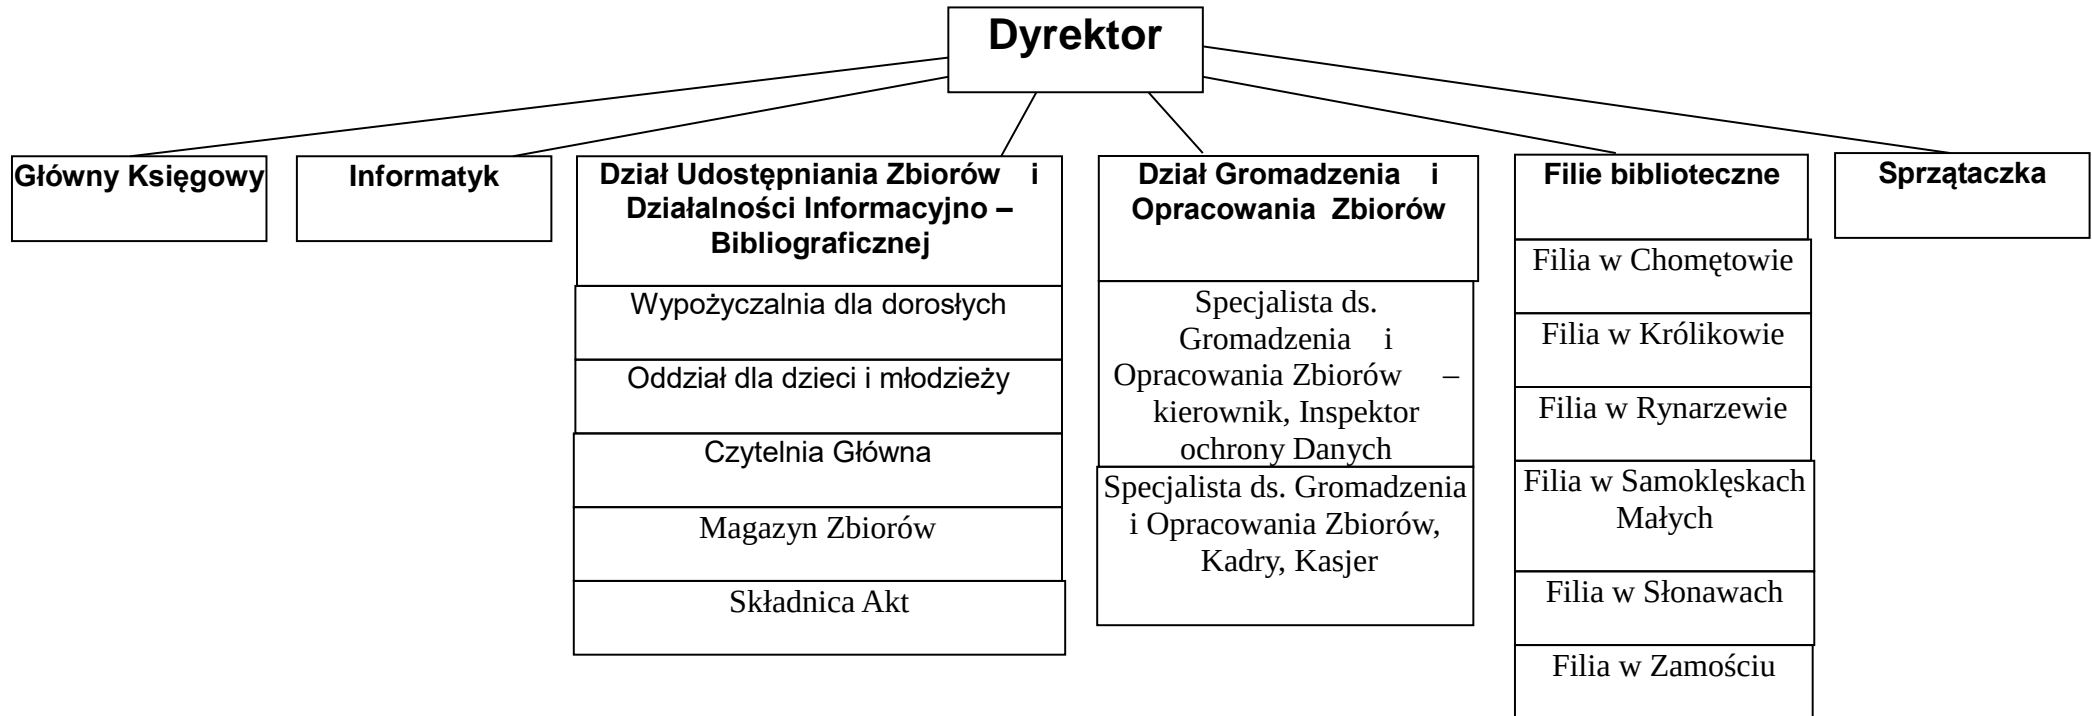 Dyrektor
Główny Księgowy
Informatyk
Dział Udostępniania Zbiorów i
Działalności Informacyjno –
Bibliograficznej
Wypożyczalnia dla dorosłych
Oddział dla dzieci i młodzieży
Czytelnia Główna
Magazyn Zbiorów
Składnica Akt
Dział Gromadzenia i
Opracowania Zbiorów
Specjalista ds.
Gromadzenia i
Opracowania Zbiorów –
kierownik, Inspektor
ochrony Danych
Specjalista ds. Gromadzenia
i Opracowania Zbiorów,
Kadry, Kasjer
Filie biblioteczne
Filia w Chomętowie
Filia w Królikowie
Filia w Rynarzewie
Filia w Samoklęskach
Małych
Filia w Słonawach
Filia w Zamościu
Sprzątaczka